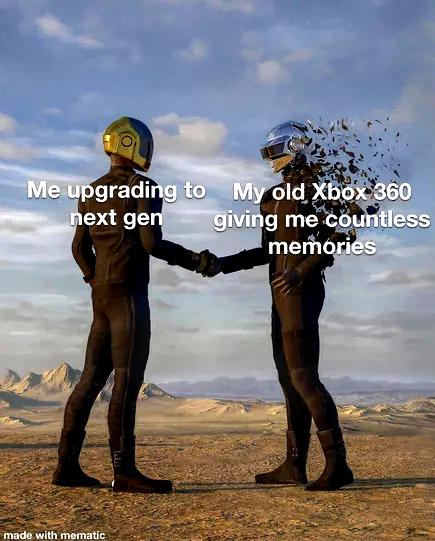 Me upgrading to
next gen
My old Xbox 360
giving me countless
memories
made with mematic